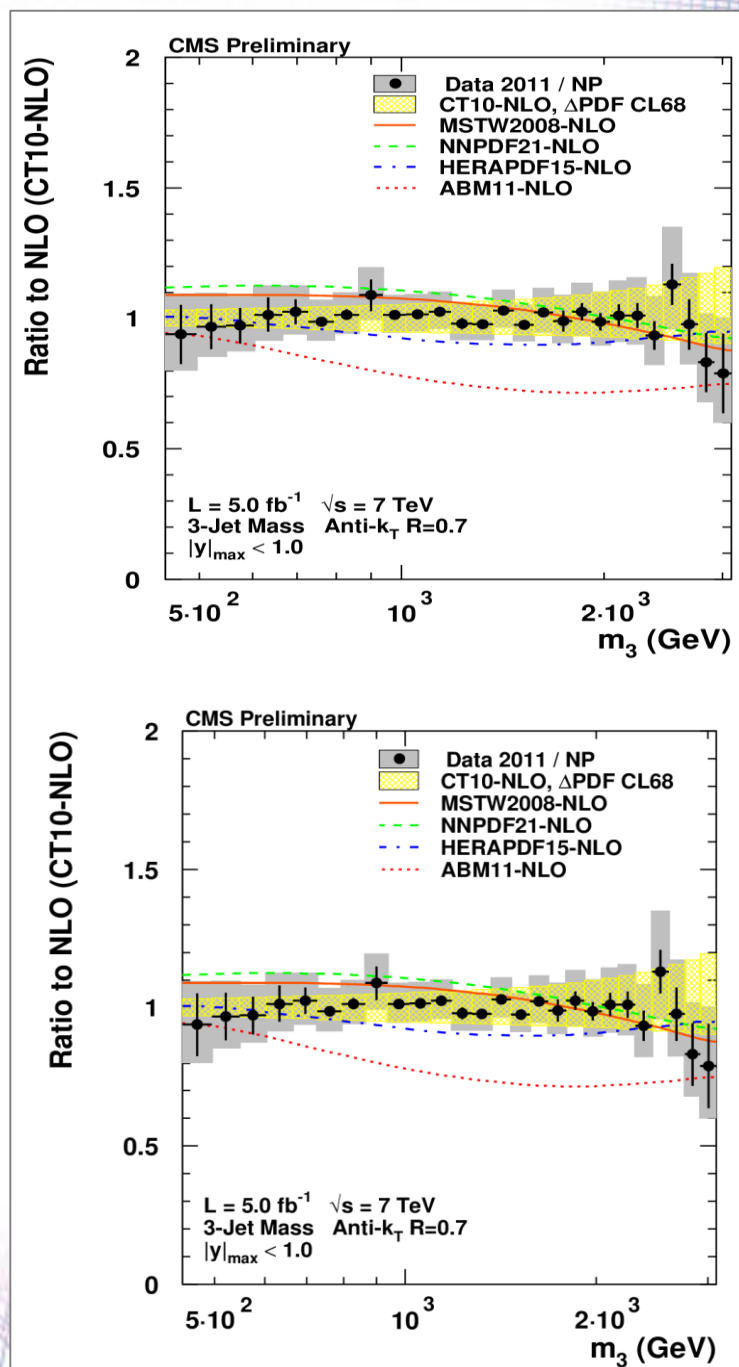 CMS Preliminary
Ratio to NLO (CT10-NLO)
2
1.5
1
0.5
0
Data 2011 / NP
CT10-NLO, ΔPDF CL68
MSTW2008-NLO
NNPDF21-NLO
HERAPDF15-NLO
ABM11-NLO
L = 5.0 fb⁻¹ √s = 7 TeV
3-Jet Mass Anti-k_T R=0.7
|y|_max < 1.0
5·10² 10³ 2·10³
m₃ (GeV)
CMS Preliminary
Ratio to NLO (CT10-NLO)
2
1.5
1
0.5
0
Data 2011 / NP
CT10-NLO, ΔPDF CL68
MSTW2008-NLO
NNPDF21-NLO
HERAPDF15-NLO
ABM11-NLO
L = 5.0 fb⁻¹ √s = 7 TeV
3-Jet Mass Anti-k_T R=0.7
|y|_max < 1.0
5·10² 10³ 2·10³
m₃ (GeV)